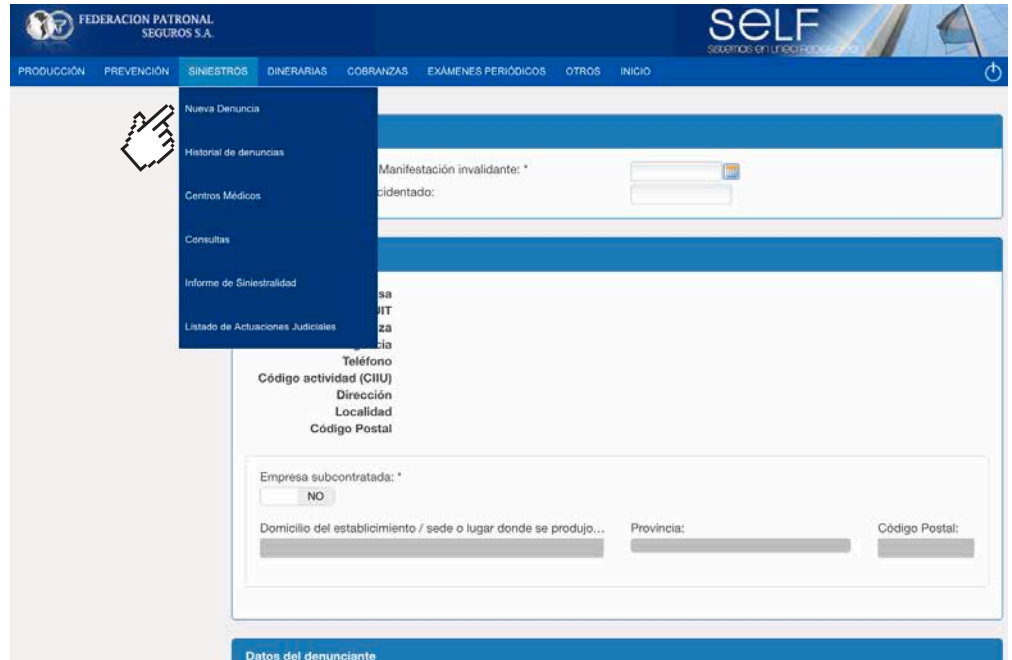 FEDERACION PATRONAL
SEGUROS S.A.
SELF
PRODUCCIÓN PREVENCIÓN SINIESTROS DINERARIAS COBRANZAS EXÁMENES PERIÓDICOS OTROS INICIO
Nueva Denuncia
Historial de denuncias
Manifestación invalidante: *
cidentado:
Centros Médicos
Consultas
Informe de Siniestralidad
sa
JIT
Listado de Actuaciones Judiciales
za
cia
Teléfono
Código actividad (CIIU)
Dirección
Localidad
Código Postal
Empresa subcontratada: *
NO
Domicilio del establicimiento / sede o lugar donde se produjo... Provincia: Código Postal:
Datos del denunciante